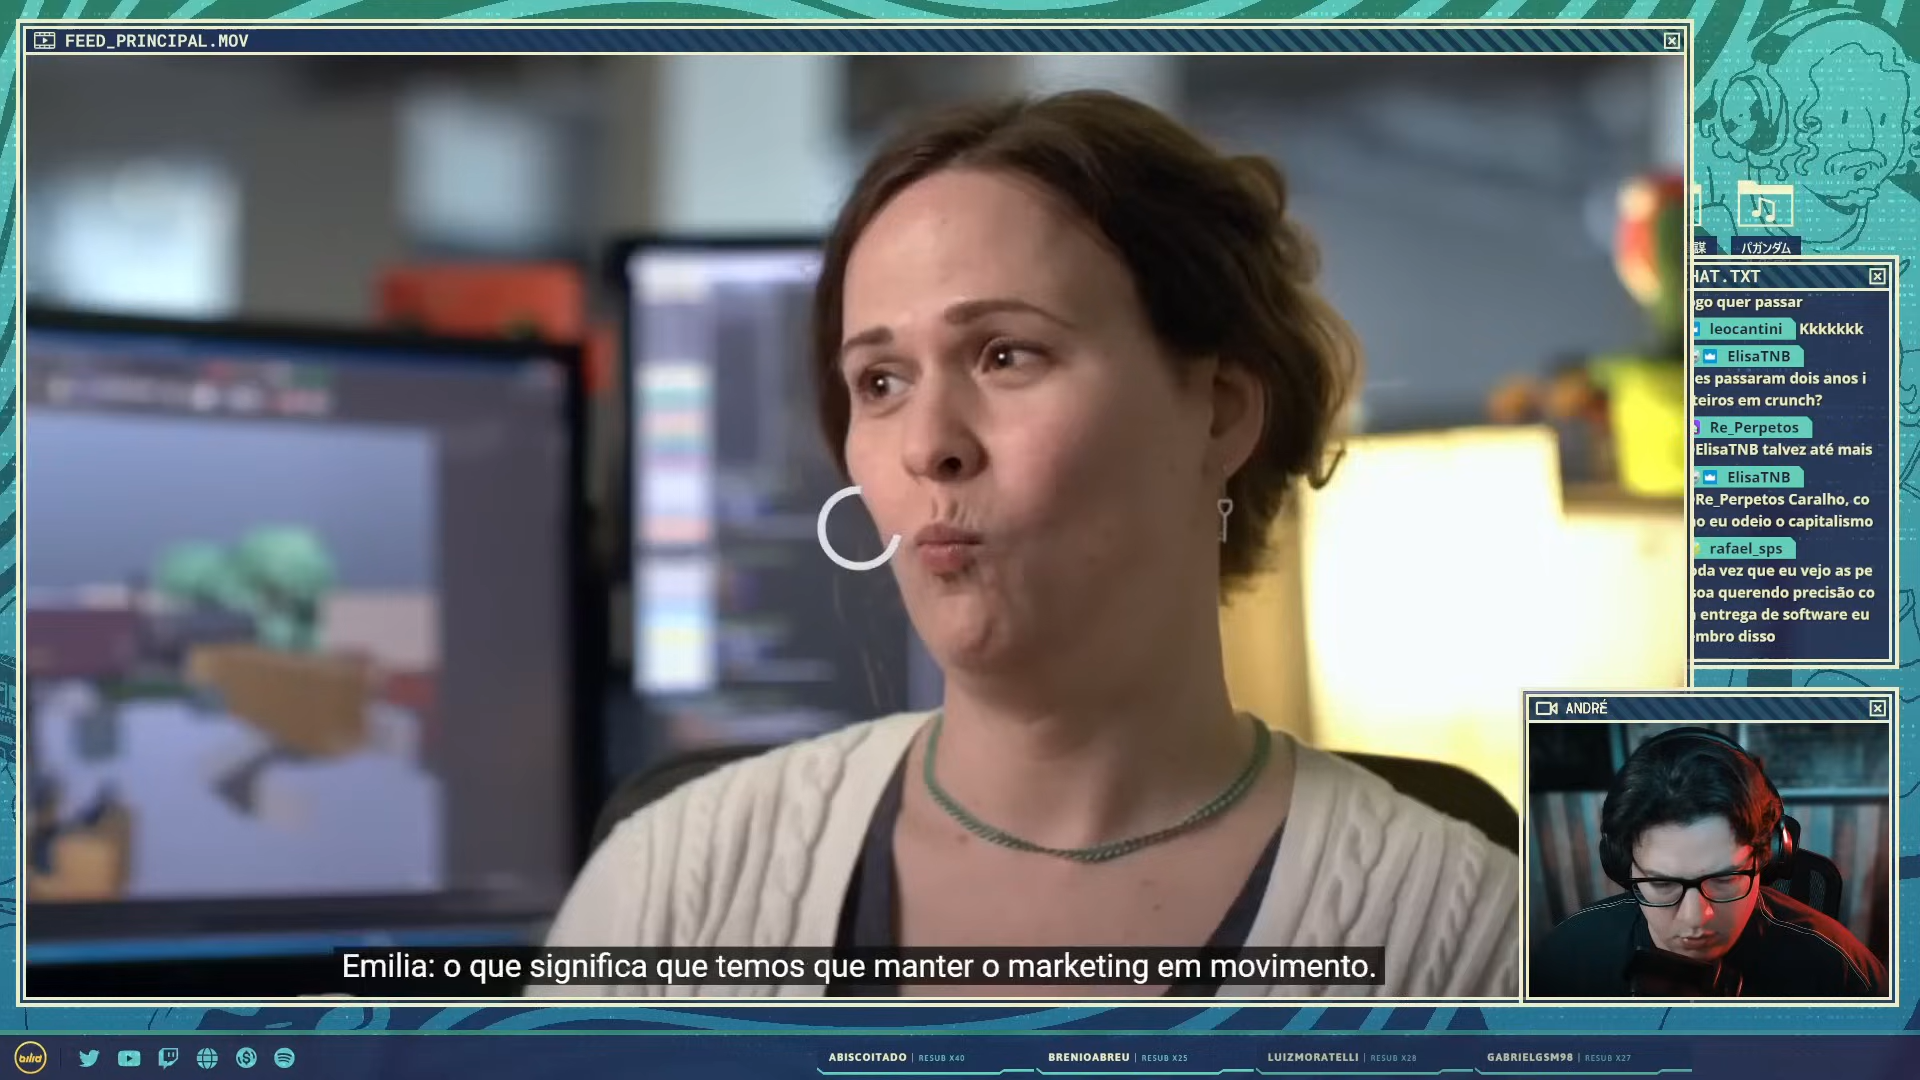 FEED_PRINCIPAL.MOV
Emilia: o que significa que temos que manter o marketing em movimento.
謀
パガンダム
HAT.TXT
go quer passar
leocantini Kkkkkkk
ElisaTNB
es passaram dois anos i
teiros em crunch?
Re_Perpetos
ElisaTNB talvez até mais
ElisaTNB
Re_Perpetos Caralho, co
o eu odeio o capitalismo
rafael_sps
da vez que eu vejo as pe
soa querendo precisão co
entrega de software eu
embro disso
ANDRÉ
ABISCOITADO | RESUB X40
BRENIOABREU | RESUB X25
LUIZMORATELLI | RESUB X28
GABRIELGSM98 | RESUB X27